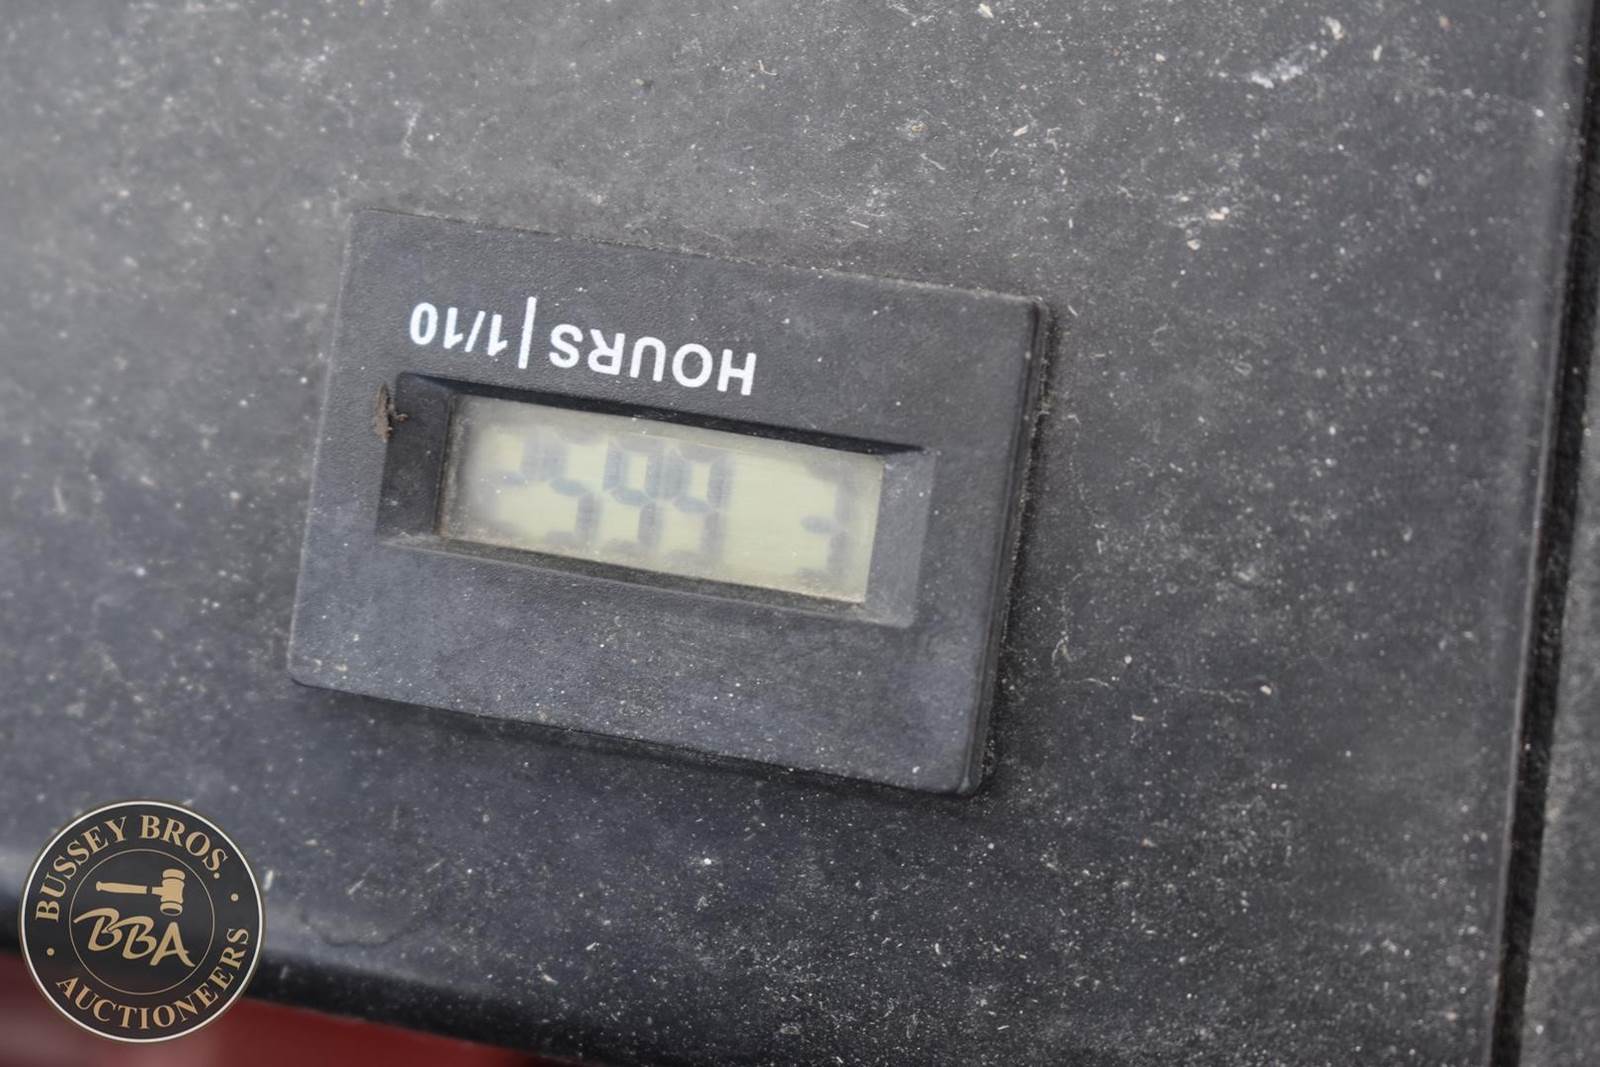 HOURS | 1/10
BUSSEY BROS.
BBA
AUCTIONEERS